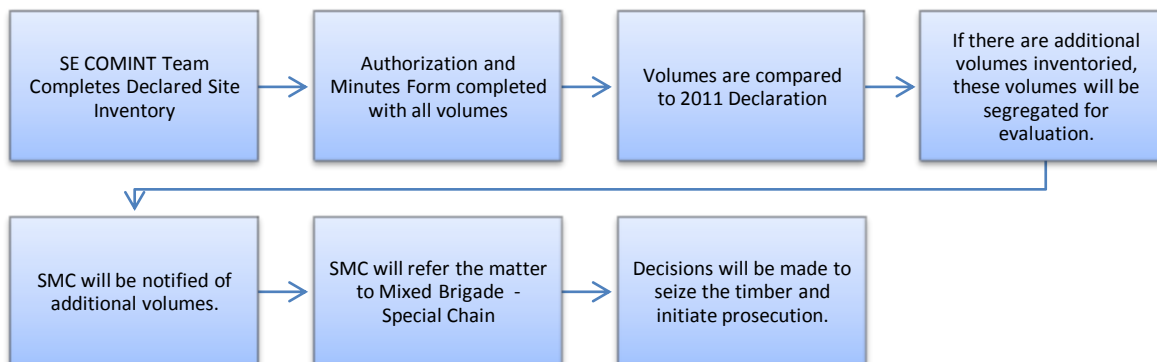 SE COMINT Team
Completes Declared Site
Inventory
Authorization and
Minutes Form completed
with all volumes
Volumes are compared
to 2011 Declaration
If there are additional
volumes inventoried,
these volumes will be
segregated for
evaluation.
SMC will be notified of
additional volumes.
SMC will refer the matter
to Mixed Brigade -
Special Chain
Decisions will be made to
seize the timber and
initiate prosecution.